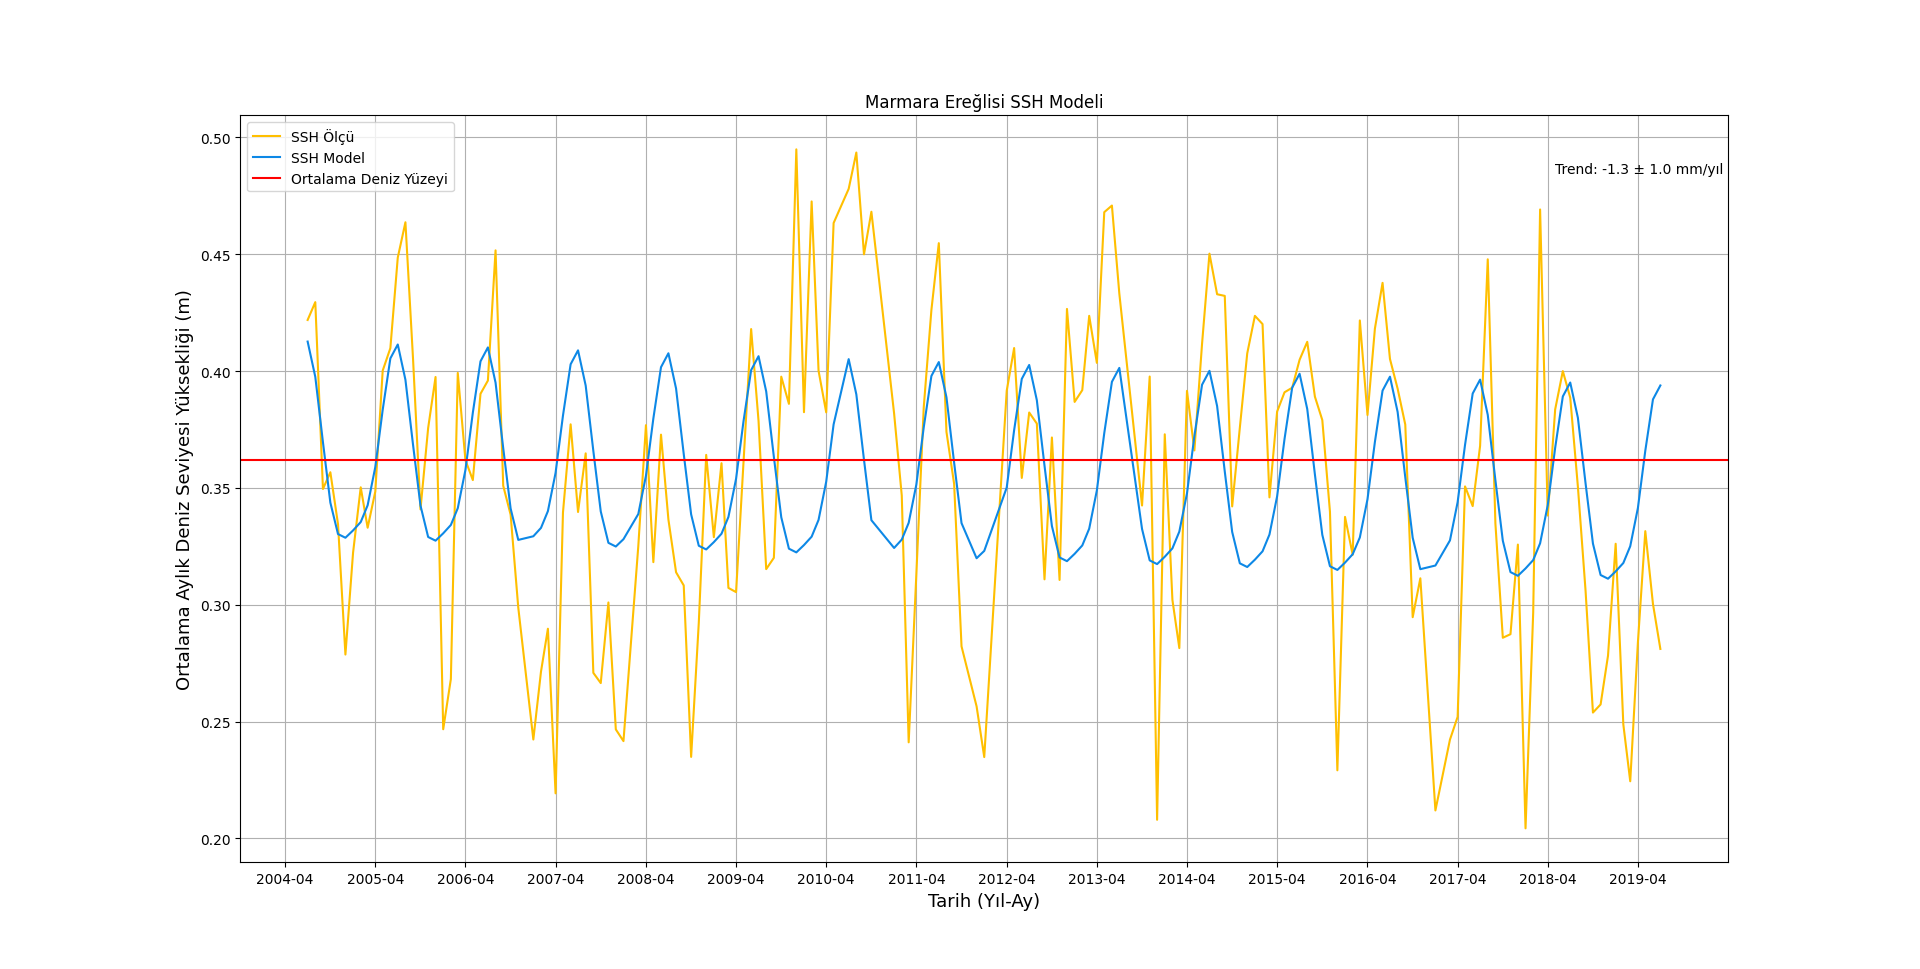 Marmara Ereğlisi SSH Modeli
SSH Ölçü
SSH Model
Ortalama Deniz Yüzeyi
Trend: -1.3 ± 1.0 mm/yıl
Ortalama Aylık Deniz Seviyesi Yüksekliği (m)
0.50
0.45
0.40
0.35
0.30
0.25
0.20
2004-04 2005-04 2006-04 2007-04 2008-04 2009-04 2010-04 2011-04 2012-04 2013-04 2014-04 2015-04 2016-04 2017-04 2018-04 2019-04
Tarih (Yıl-Ay)